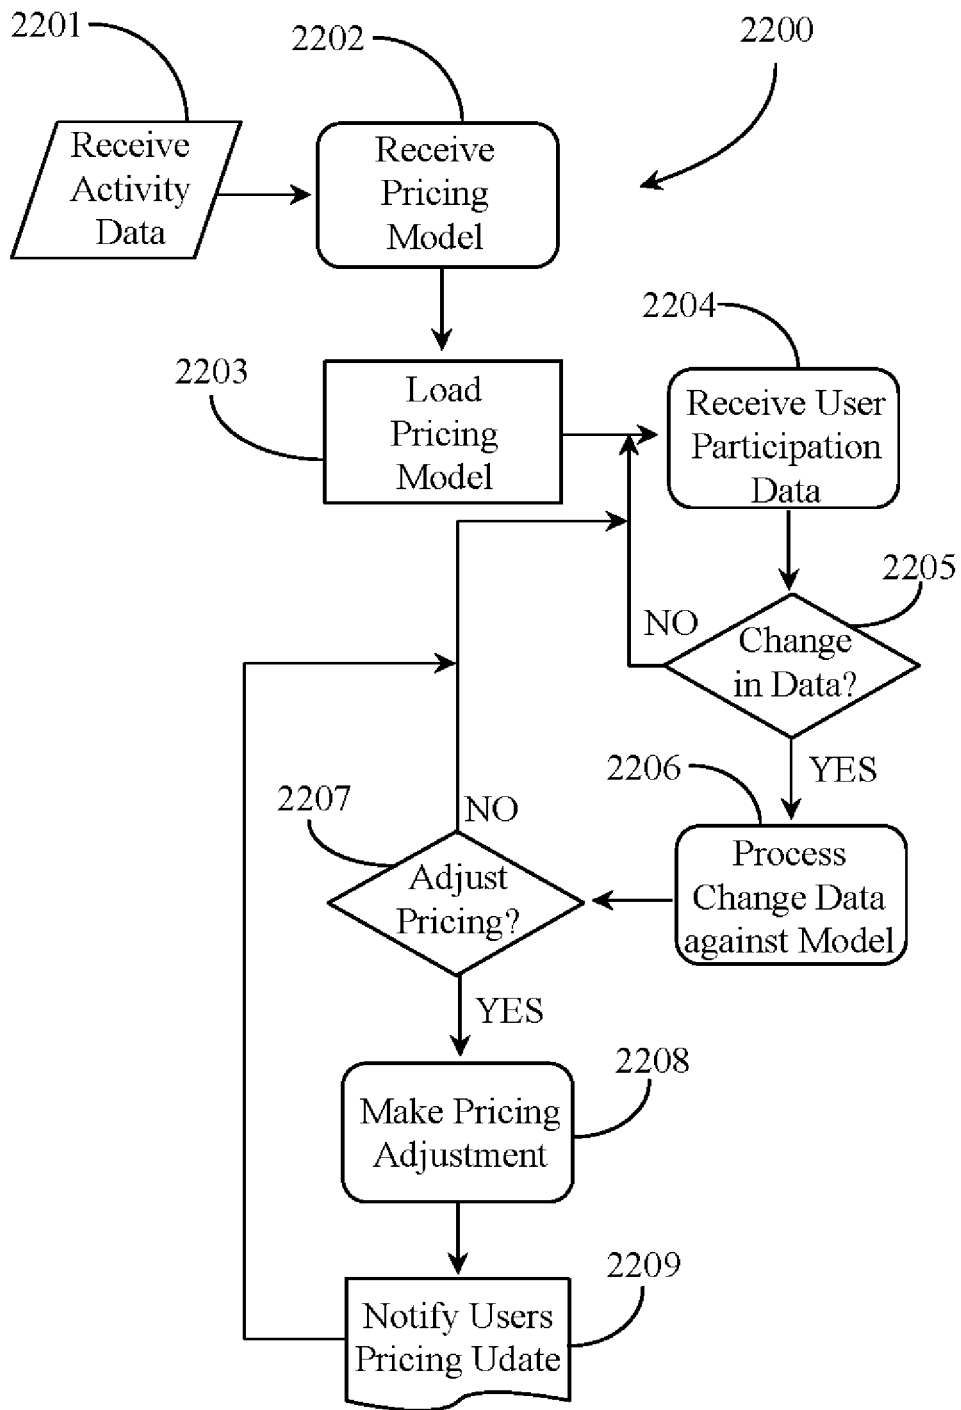 2201
2202
2200
Receive
Activity
Data
Receive
Pricing
Model
2204
2203
Load
Pricing
Model
Receive User
Participation
Data
2205
NO
Change
in Data?
YES
2206
2207
NO
Process
Change Data
against Model
Adjust
Pricing?
YES
2208
Make Pricing
Adjustment
2209
Notify Users
Pricing Udate